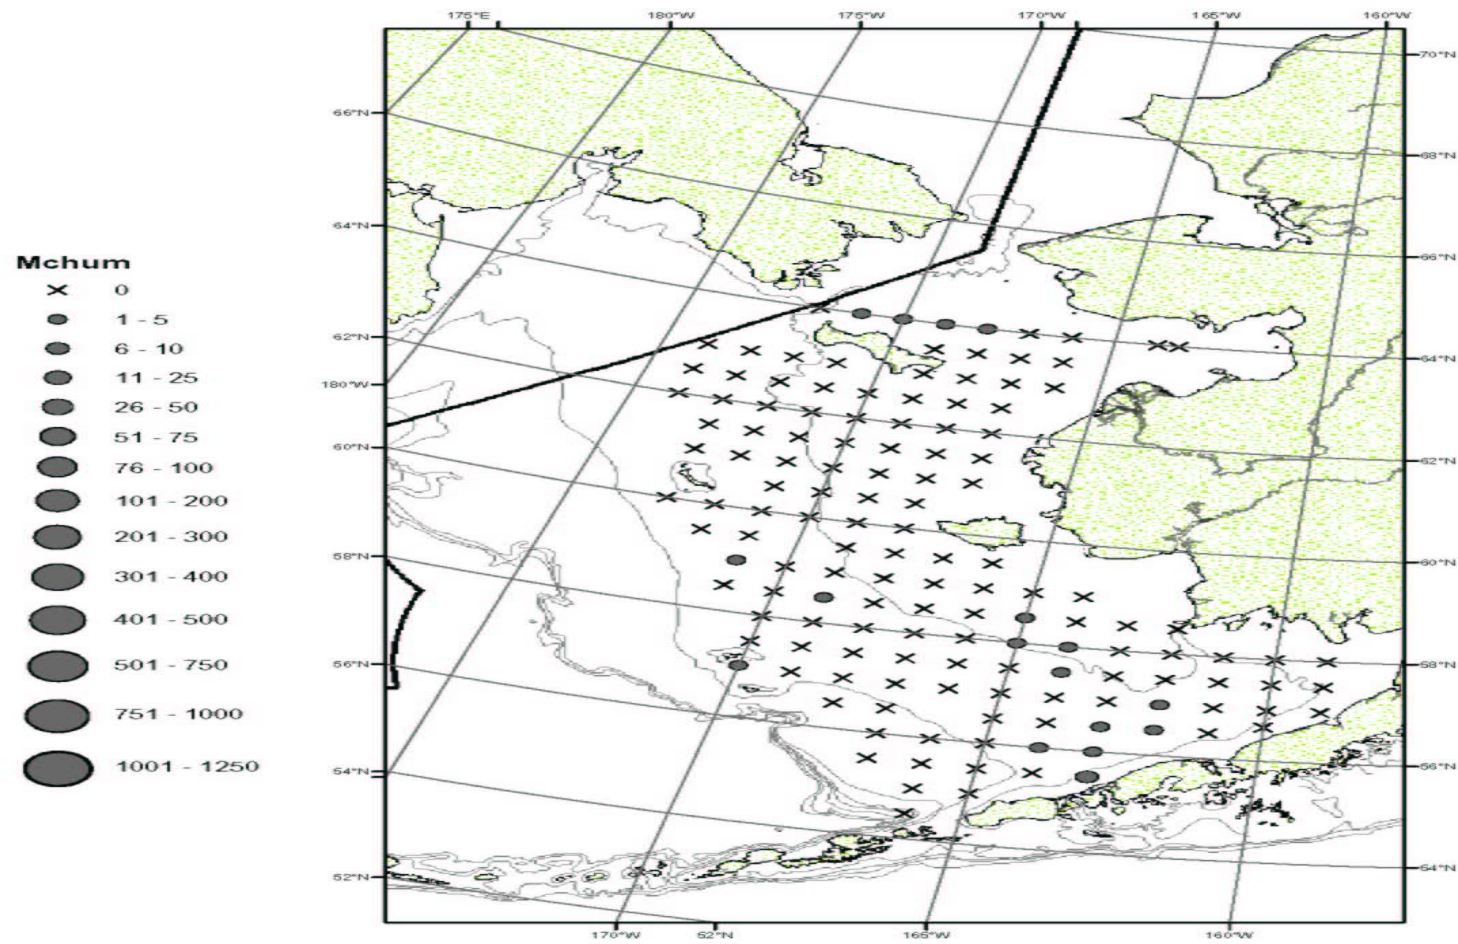 175°E 180°W 175°W 170°W 165°W 160°W
70°N
66°N
68°N
64°N
66°N
Mchum
0
1 - 5
6 - 10
11 - 25
26 - 50
51 - 75
76 - 100
101 - 200
201 - 300
301 - 400
401 - 500
501 - 750
751 - 1000
1001 - 1250
62°N
64°N
180°W
60°N
62°N
58°N
60°N
56°N
58°N
54°N
56°N
52°N
54°N
170°W 52°N 165°W 160°W